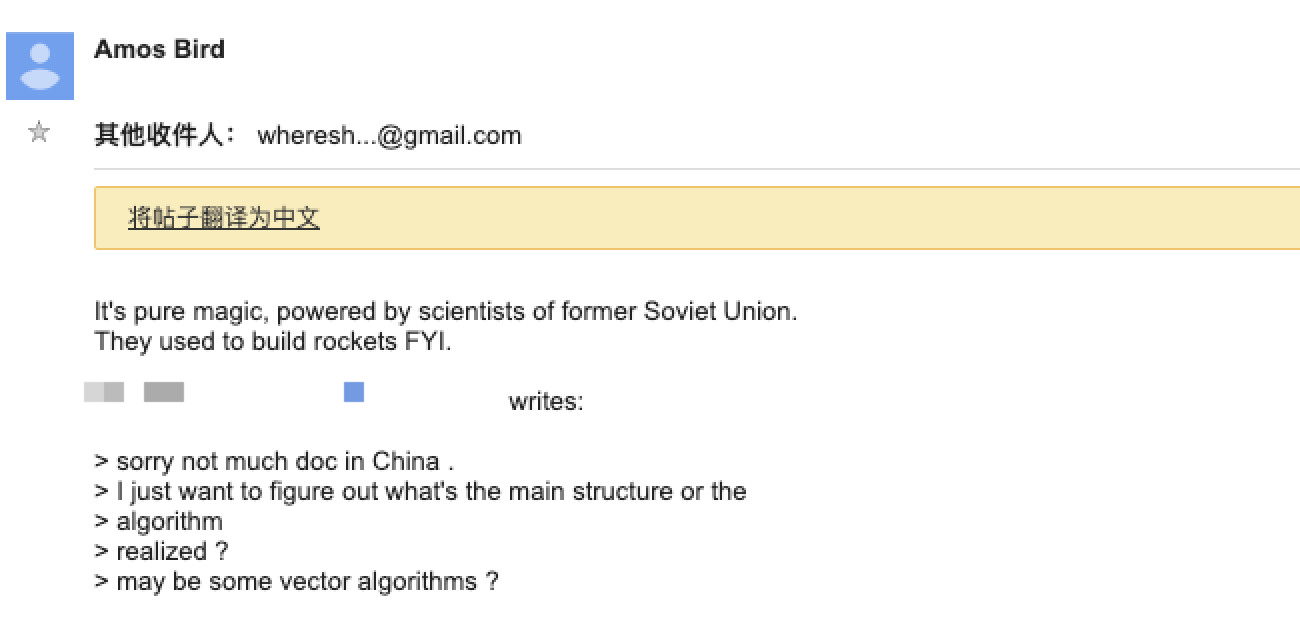 Amos Bird
其他收件人： wheresh...@gmail.com
将帖子翻译为中文
It's pure magic, powered by scientists of former Soviet Union.
They used to build rockets FYI.
writes:
> sorry not much doc in China .
> I just want to figure out what's the main structure or the
> algorithm
> realized ?
> may be some vector algorithms ?